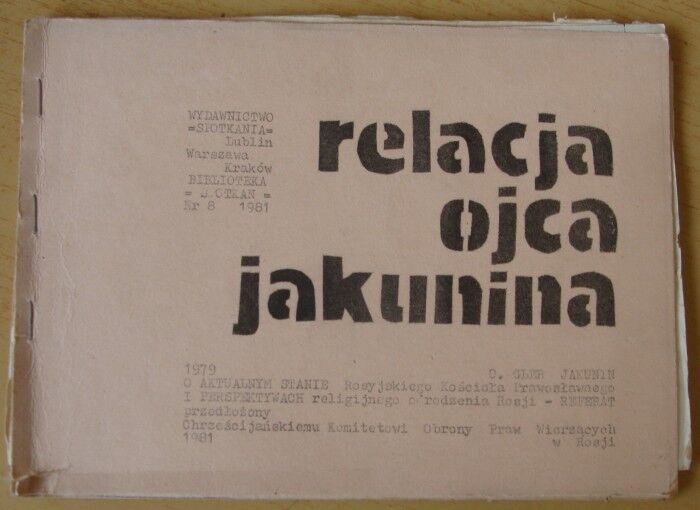 WYDAWNICTWO
=SPOTKANIA=
Lublin
Warszawa
Kraków
BIBLIOTEKA
= S.OTKAN =
Nr 8 1981
relacja
ojca
jakunina
1979 O. GLEB JAKUNIN
O AKTUALNYM STANIE Rosyjskiego Kościoła Prawosławnego
I PERSPEKTYWACH religijnego odrodzenia Rosji - REFERAT
przedłożony
Chrześcijańskiemu Komitetowi Obrony Praw Wierzących
1981 w Rosji